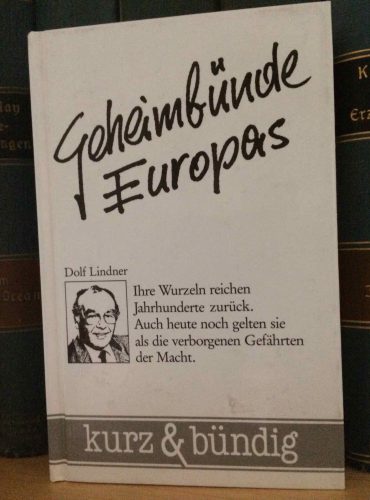 Geheimbünde
Europas
Dolf Lindner
Ihre Wurzeln reichen
Jahrhunderte zurück.
Auch heute noch gelten sie
als die verborgenen Gefährten
der Macht.
kurz & bündig